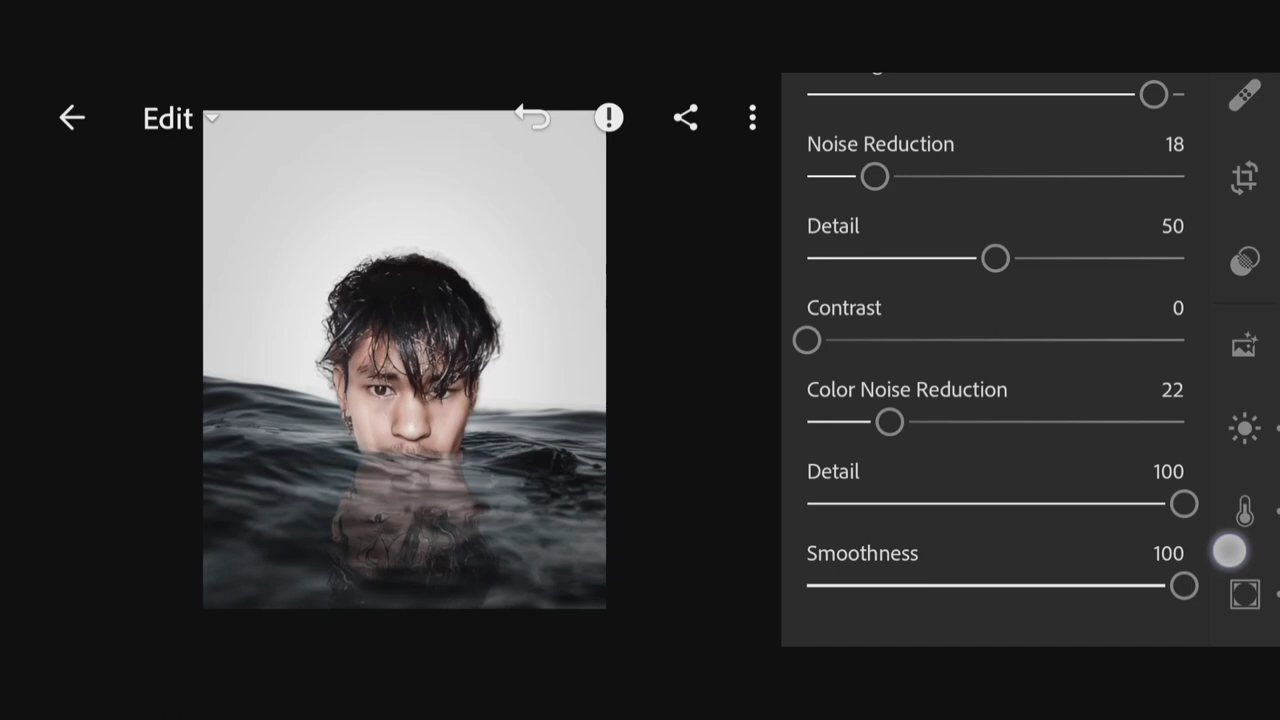 Edit
Noise Reduction 18
Detail 50
Contrast 0
Color Noise Reduction 22
Detail 100
Smoothness 100